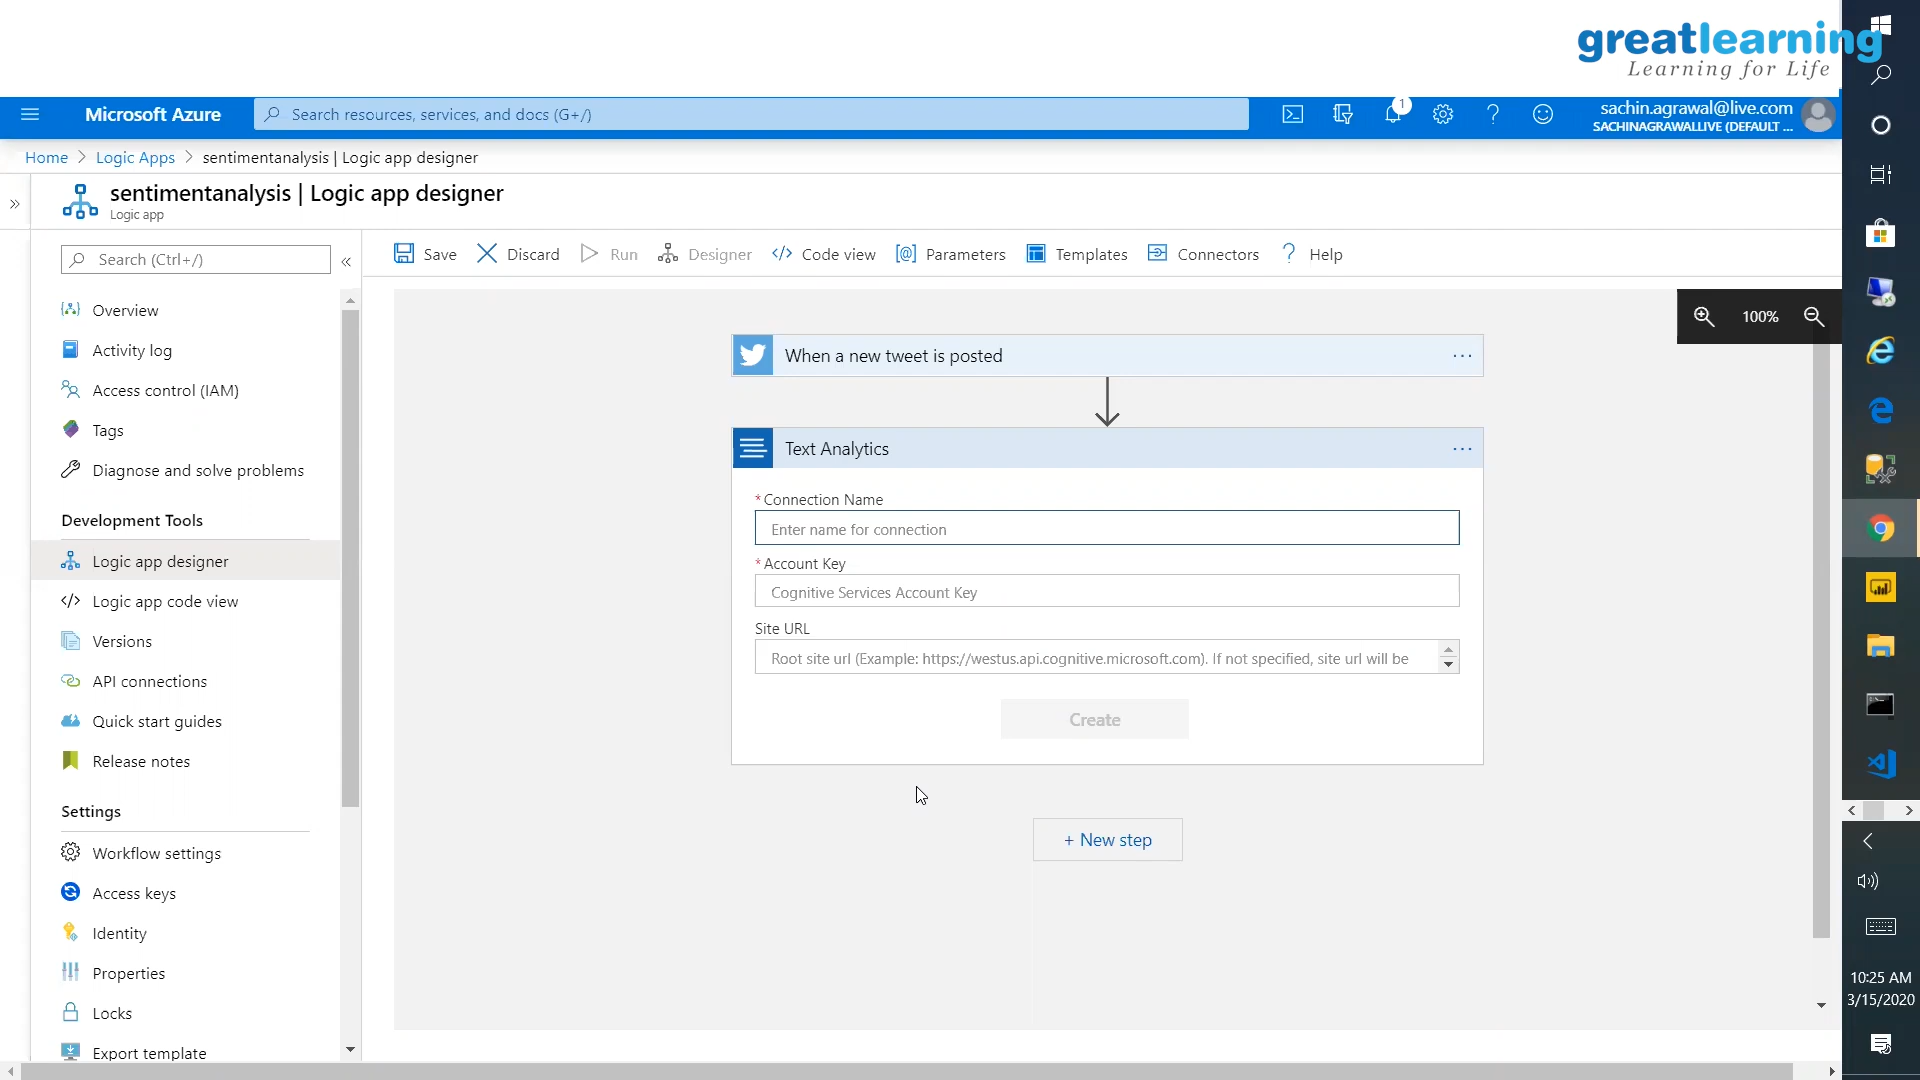 greatlearning
Learning for Life
Microsoft Azure
Search resources, services, and docs (G+/)
1
sachin.agrawal@live.com
SACHINAGRAWALLIVE (DEFAULT ...
Home > Logic Apps > sentimentanalysis | Logic app designer
sentimentanalysis | Logic app designer
Logic app
Search (Ctrl+/)
Save
Discard
Run
Designer
Code view
Parameters
Templates
Connectors
Help
Overview
Activity log
Access control (IAM)
Tags
Diagnose and solve problems
Development Tools
Logic app designer
Logic app code view
Versions
API connections
Quick start guides
Release notes
Settings
Workflow settings
Access keys
Identity
Properties
Locks
Export template
100%
When a new tweet is posted
Text Analytics
* Connection Name
Enter name for connection
* Account Key
Cognitive Services Account Key
Site URL
Root site url (Example: https://westus.api.cognitive.microsoft.com). If not specified, site url will be
Create
+ New step
10:25 AM
3/15/2020